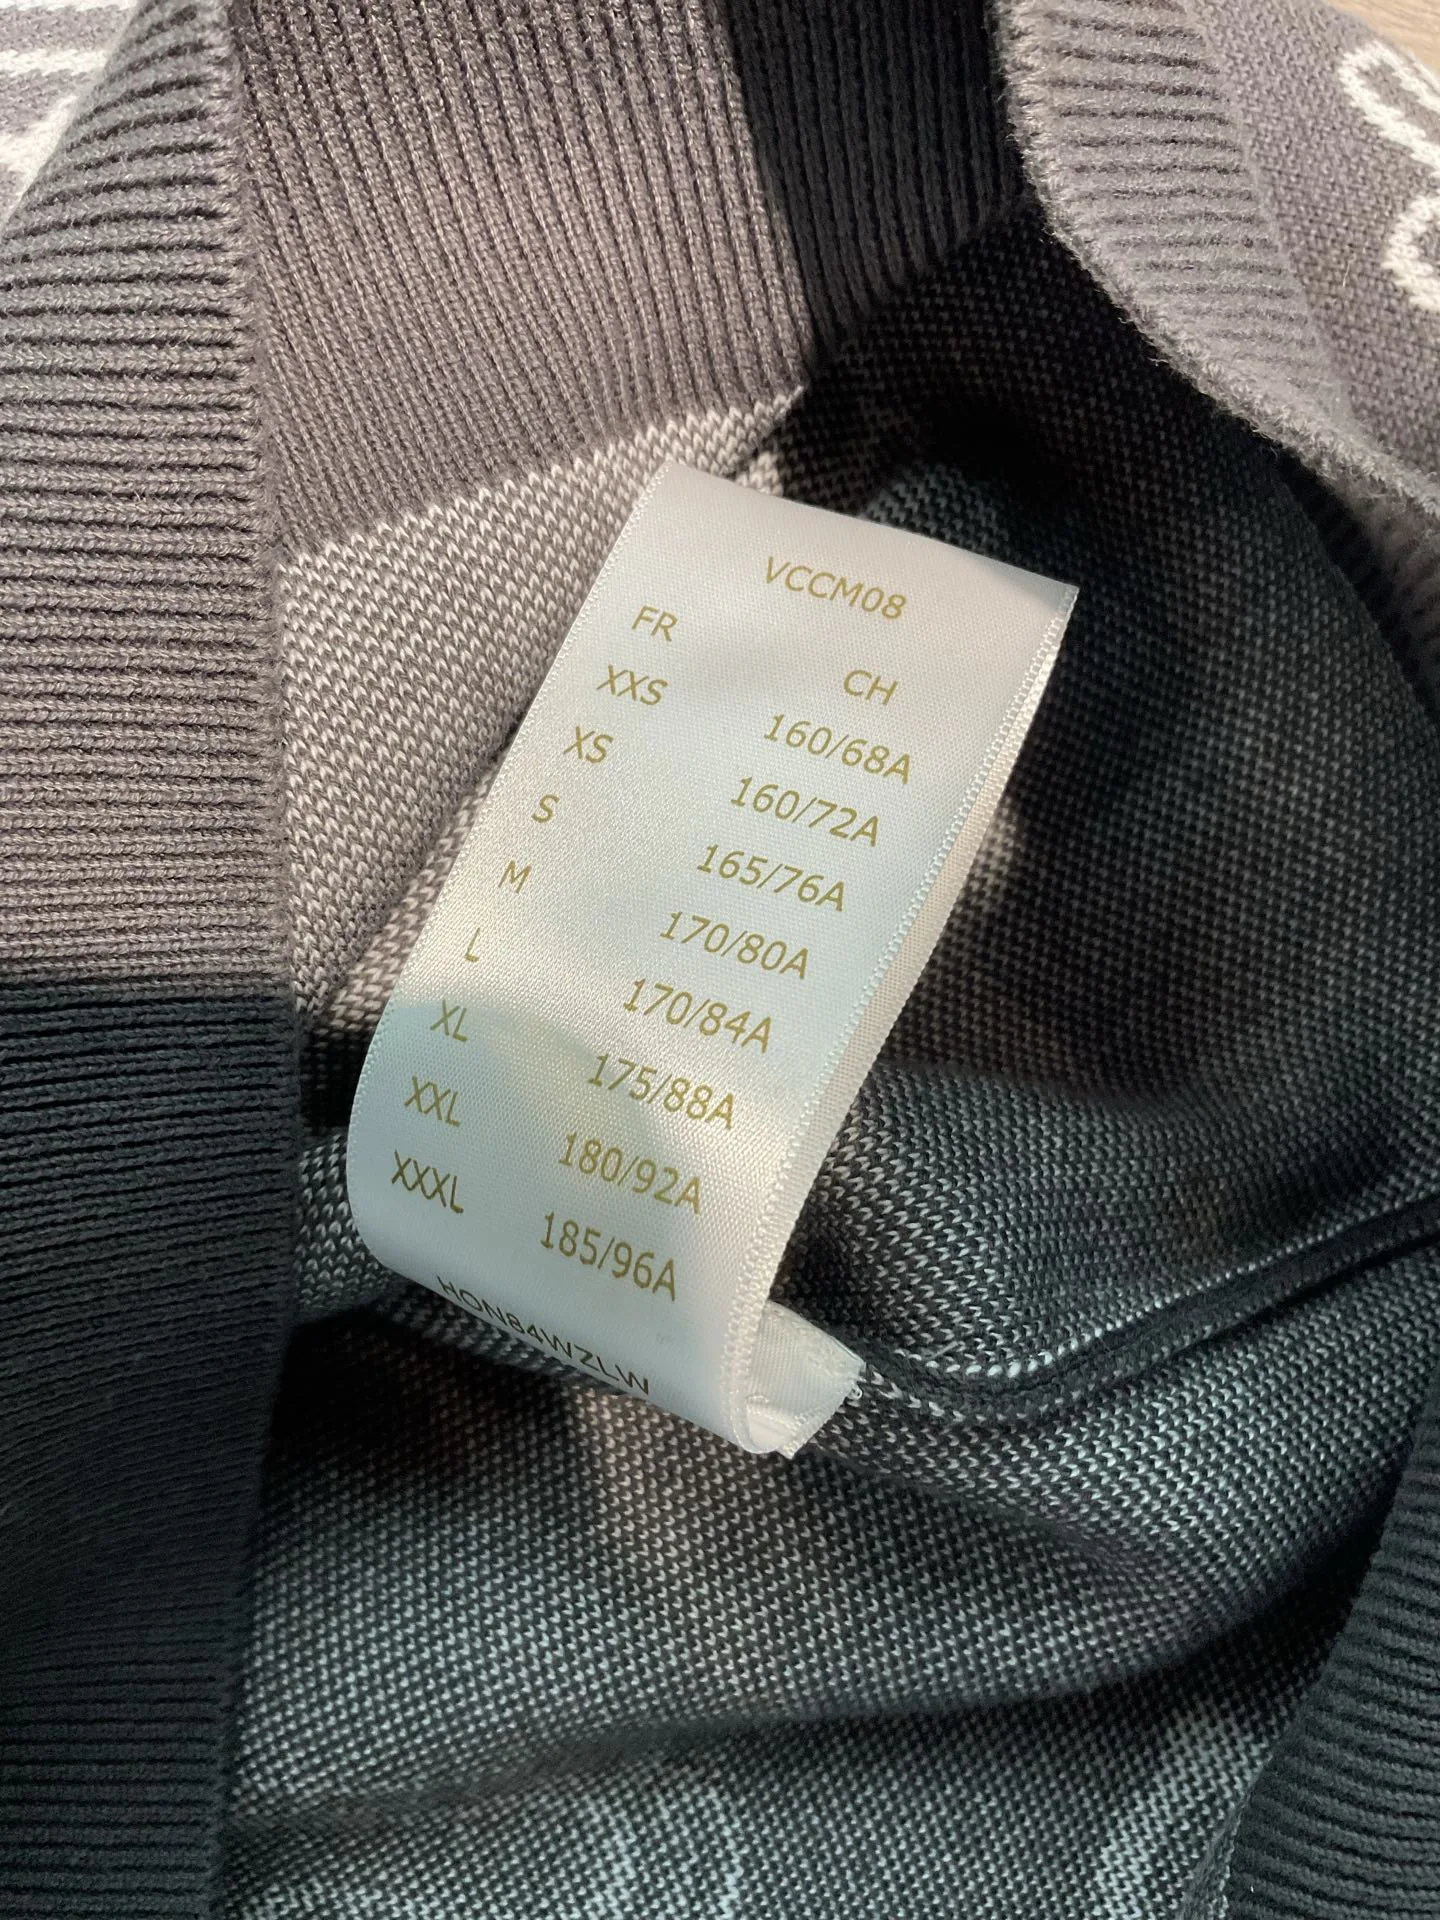 VCCM08
FR CH
XXS 160/68A
XS 160/72A
S 165/76A
M 170/80A
L 170/84A
XL 175/88A
XXL 180/92A
XXXL 185/96A
HON84WZLW